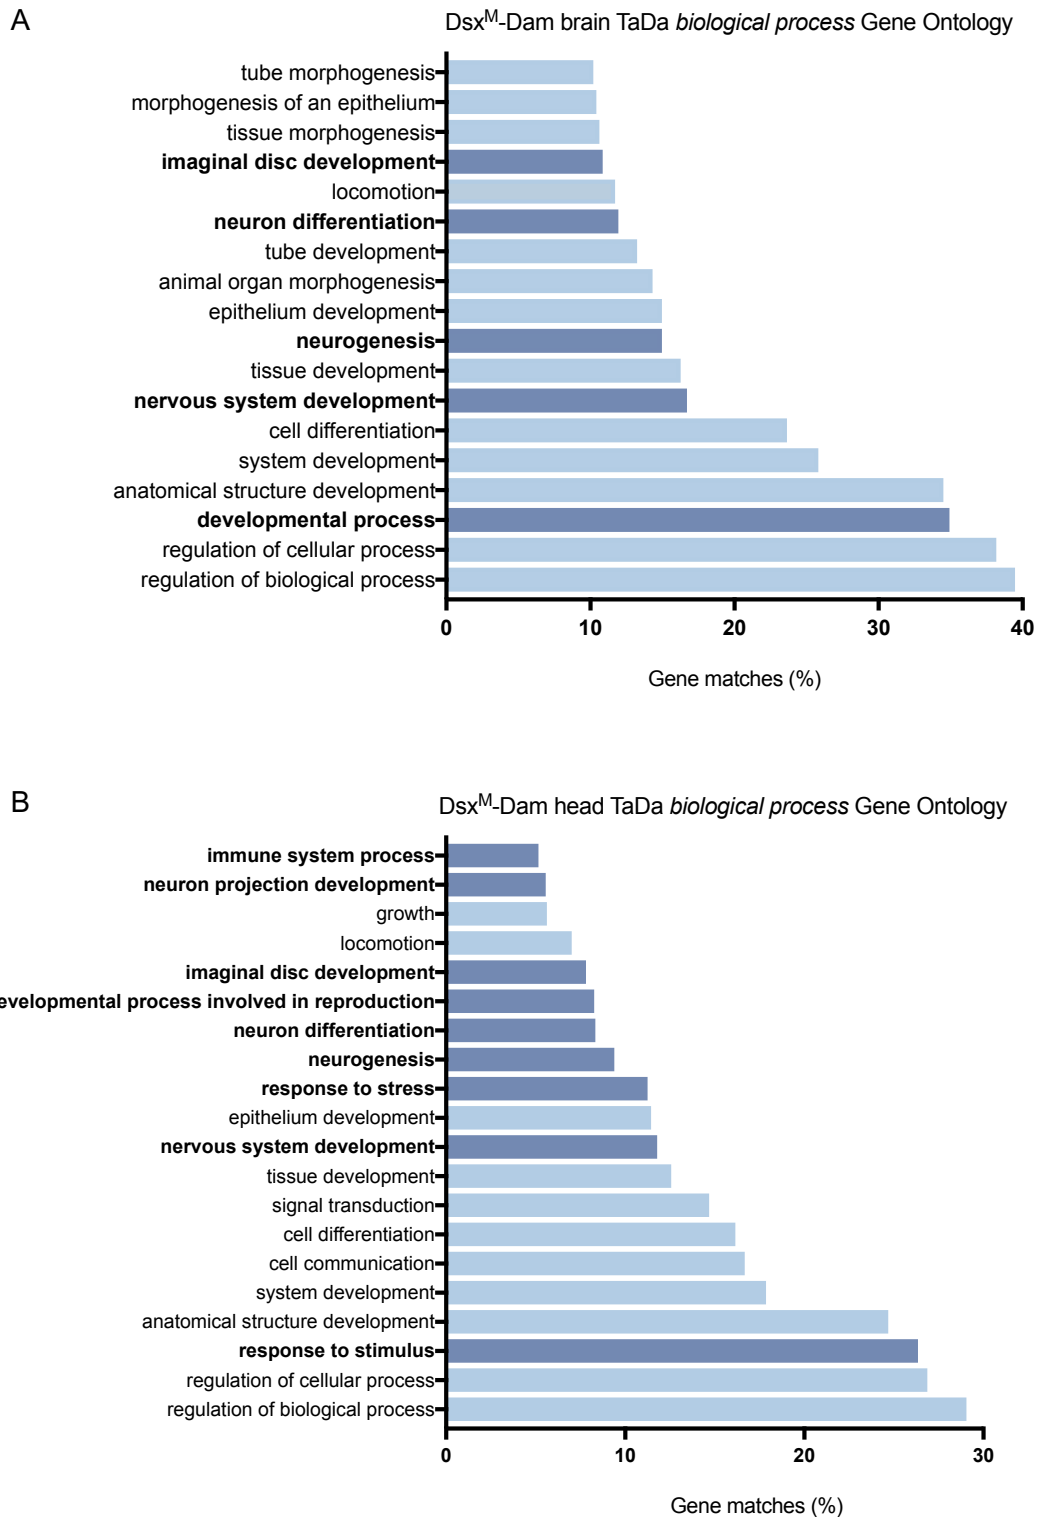 A
Dsx^M-Dam brain TaDa biological process Gene Ontology
tube morphogenesis
morphogenesis of an epithelium
tissue morphogenesis
imaginal disc development
locomotion
neuron differentiation
tube development
animal organ morphogenesis
epithelium development
neurogenesis
tissue development
nervous system development
cell differentiation
system development
anatomical structure development
developmental process
regulation of cellular process
regulation of biological process
0 10 20 30 40
Gene matches (%)
B
Dsx^M-Dam head TaDa biological process Gene Ontology
immune system process
neuron projection development
growth
locomotion
imaginal disc development
evelopmental process involved in reproduction
neuron differentiation
neurogenesis
response to stress
epithelium development
nervous system development
tissue development
signal transduction
cell differentiation
cell communication
system development
anatomical structure development
response to stimulus
regulation of cellular process
regulation of biological process
0 10 20 30
Gene matches (%)